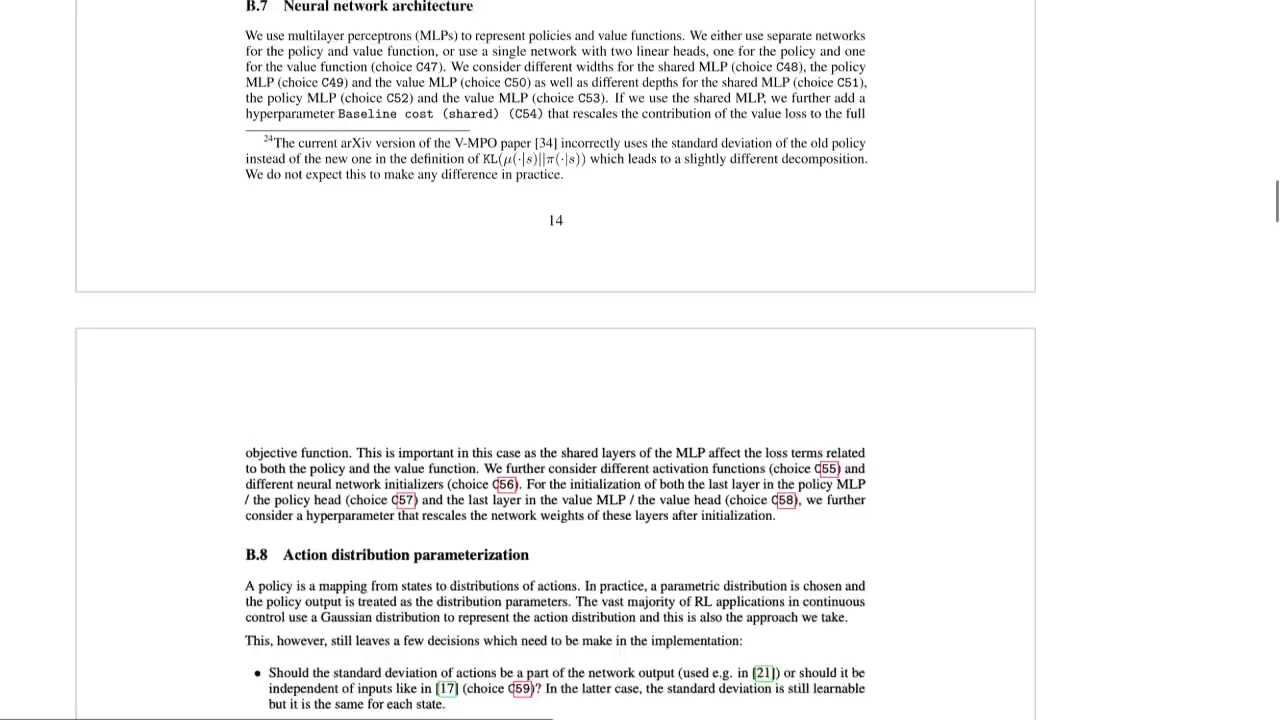 B.7 Neural network architecture
We use multilayer perceptrons (MLPs) to represent policies and value functions. We either use separate networks
for the policy and value function, or use a single network with two linear heads, one for the policy and one
for the value function (choice C47). We consider different widths for the shared MLP (choice C48), the policy
MLP (choice C49) and the value MLP (choice C50) as well as different depths for the shared MLP (choice C51),
the policy MLP (choice C52) and the value MLP (choice C53). If we use the shared MLP, we further add a
hyperparameter Baseline cost (shared) (C54) that rescales the contribution of the value loss to the full
24The current arXiv version of the V-MPO paper [34] incorrectly uses the standard deviation of the old policy
instead of the new one in the definition of KL(μ(·|s)||π(·|s)) which leads to a slightly different decomposition.
We do not expect this to make any difference in practice.
14
objective function. This is important in this case as the shared layers of the MLP affect the loss terms related
to both the policy and the value function. We further consider different activation functions (choice C55) and
different neural network initializers (choice C56). For the initialization of both the last layer in the policy MLP
/ the policy head (choice C57) and the last layer in the value MLP / the value head (choice C58), we further
consider a hyperparameter that rescales the network weights of these layers after initialization.
B.8 Action distribution parameterization
A policy is a mapping from states to distributions of actions. In practice, a parametric distribution is chosen and
the policy output is treated as the distribution parameters. The vast majority of RL applications in continuous
control use a Gaussian distribution to represent the action distribution and this is also the approach we take.
This, however, still leaves a few decisions which need to be make in the implementation:
• Should the standard deviation of actions be a part of the network output (used e.g. in [21]) or should it be
independent of inputs like in [17] (choice C59)? In the latter case, the standard deviation is still learnable
but it is the same for each state.